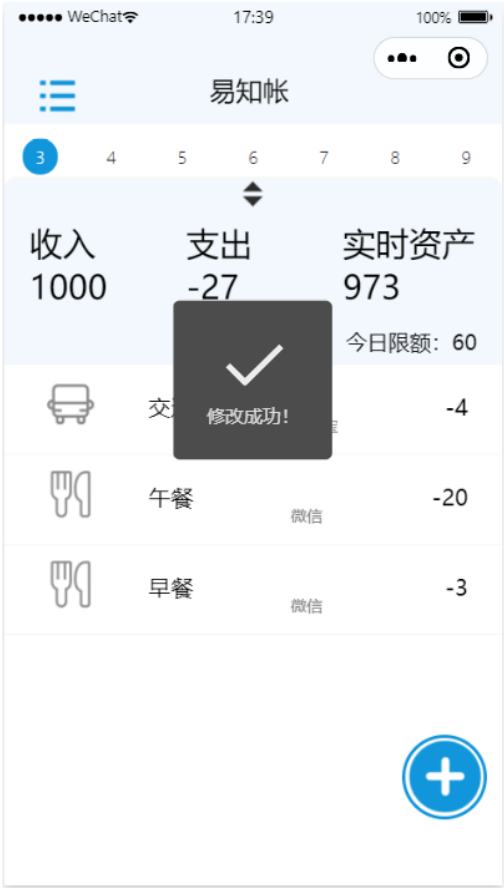 WeChat 17:39 100%
易知帐
3 4 5 6 7 8 9
收入 支出 实时资产
1000 -27 973
今日限额：60
修改成功!
交 -4
午餐 微信 -20
早餐 微信 -3